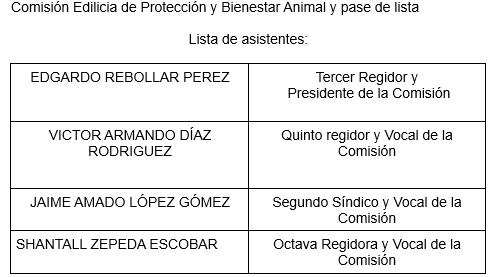 Comisión Edilicia de Protección y Bienestar Animal y pase de lista
Lista de asistentes:
EDGARDO REBOLLAR PEREZ
Tercer Regidor y
Presidente de la Comisión
VICTOR ARMANDO DÍAZ
RODRIGUEZ
Quinto regidor y Vocal de la
Comisión
JAIME AMADO LÓPEZ GÓMEZ
Segundo Síndico y Vocal de la
Comisión
SHANTALL ZEPEDA ESCOBAR
Octava Regidora y Vocal de la
Comisión